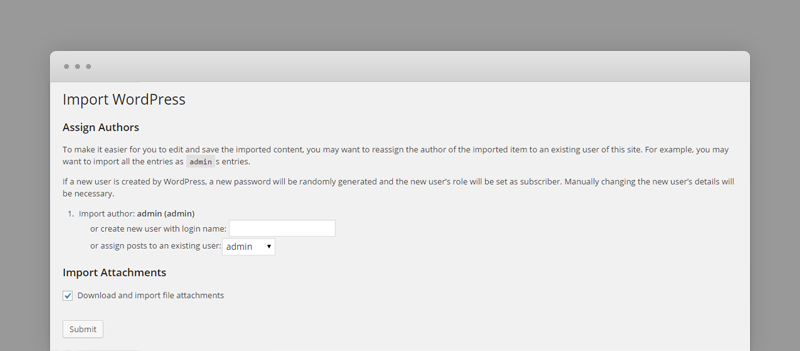 Import WordPress
Assign Authors
To make it easier for you to edit and save the imported content, you may want to reassign the author of the imported item to an existing user of this site. For example, you may
want to import all the entries as admin s entries.
If a new user is created by WordPress, a new password will be randomly generated and the new user's role will be set as subscriber. Manually changing the new user's details will
be necessary.
1. Import author: admin (admin)
or create new user with login name:
or assign posts to an existing user: admin
Import Attachments
Download and import file attachments
Submit